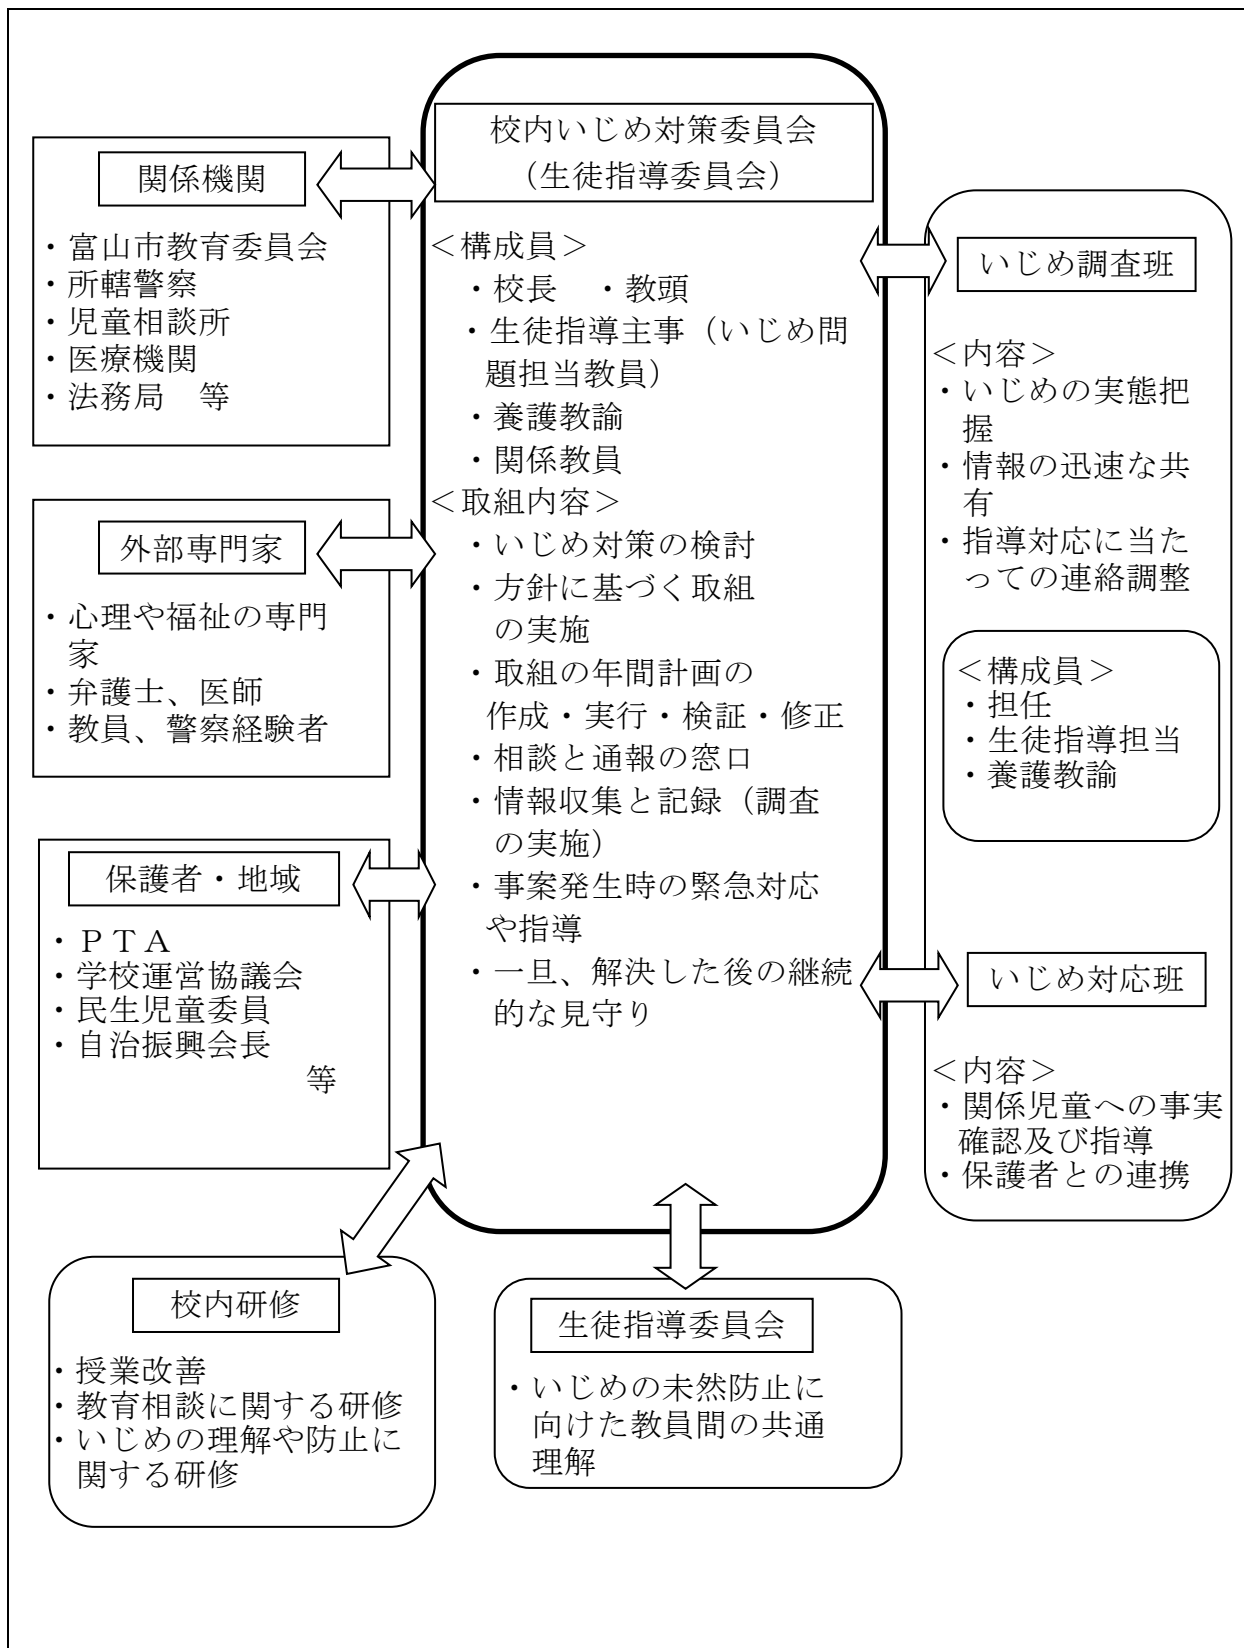 校内いじめ対策委員会
（生徒指導委員会）
＜構成員＞
・校長　・教頭
・生徒指導主事（いじめ問
題担当教員）
・養護教諭
・関係教員
＜取組内容＞
・いじめ対策の検討
・方針に基づく取組
の実施
・取組の年間計画の
作成・実行・検証・修正
・相談と通報の窓口
・情報収集と記録（調査
の実施）
・事案発生時の緊急対応
や指導
・一旦、解決した後の継続
的な見守り
関係機関
・富山市教育委員会
・所轄警察
・児童相談所
・医療機関
・法務局　等
外部専門家
・心理や福祉の専門
家
・弁護士、医師
・教員、警察経験者
保護者・地域
・ＰＴＡ
・学校運営協議会
・民生児童委員
・自治振興会長
等
いじめ調査班
＜内容＞
・いじめの実態把
握
・情報の迅速な共
有
・指導対応に当た
っての連絡調整
＜構成員＞
・担任
・生徒指導担当
・養護教諭
いじめ対応班
＜内容＞
・関係児童への事実
確認及び指導
・保護者との連携
校内研修
・授業改善
・教育相談に関する研修
・いじめの理解や防止に
関する研修
生徒指導委員会
・いじめの未然防止に
向けた教員間の共通
理解